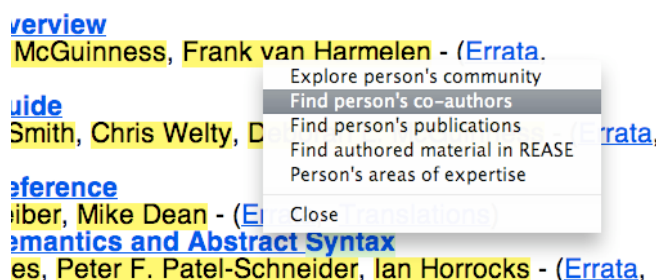 verview
McGuinness, Frank van Harmelen - (Errata,
Explore person's community
uide
Find person's co-authors
Smith, Chris Welty, D
Find person's publications
- (Errata,
Find authored material in REASE
eference
Person's areas of expertise
eiber, Mike Dean - (Er Translations)
Close
emantics and Abstract Syntax
es, Peter F. Patel-Schneider, Ian Horrocks - (Errata,